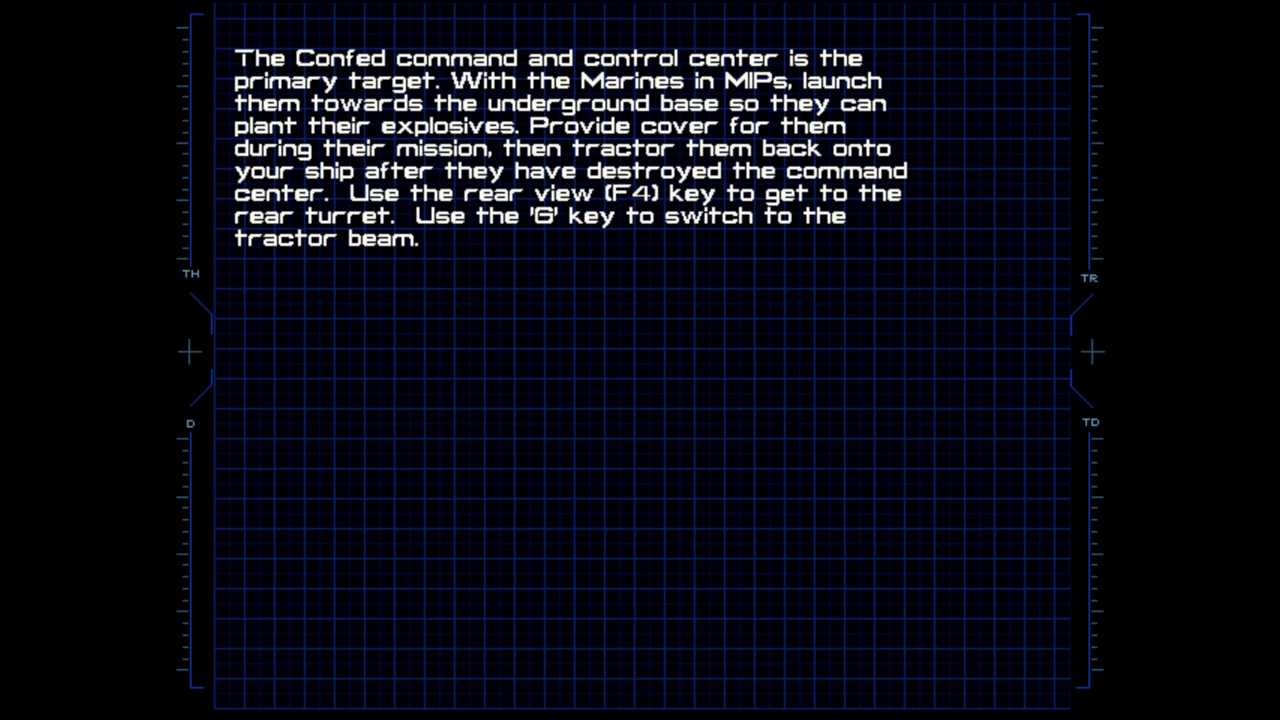 The Confed command and control center is the
primary target. With the Marines in MIPs, launch
them towards the underground base so they can
plant their explosives. Provide cover for them
during their mission, then tractor them back onto
your ship after they have destroyed the command
center.  Use the rear view (F4) key to get to the
rear turret.  Use the 'G' key to switch to the
tractor beam.
TH
TR
D
TD